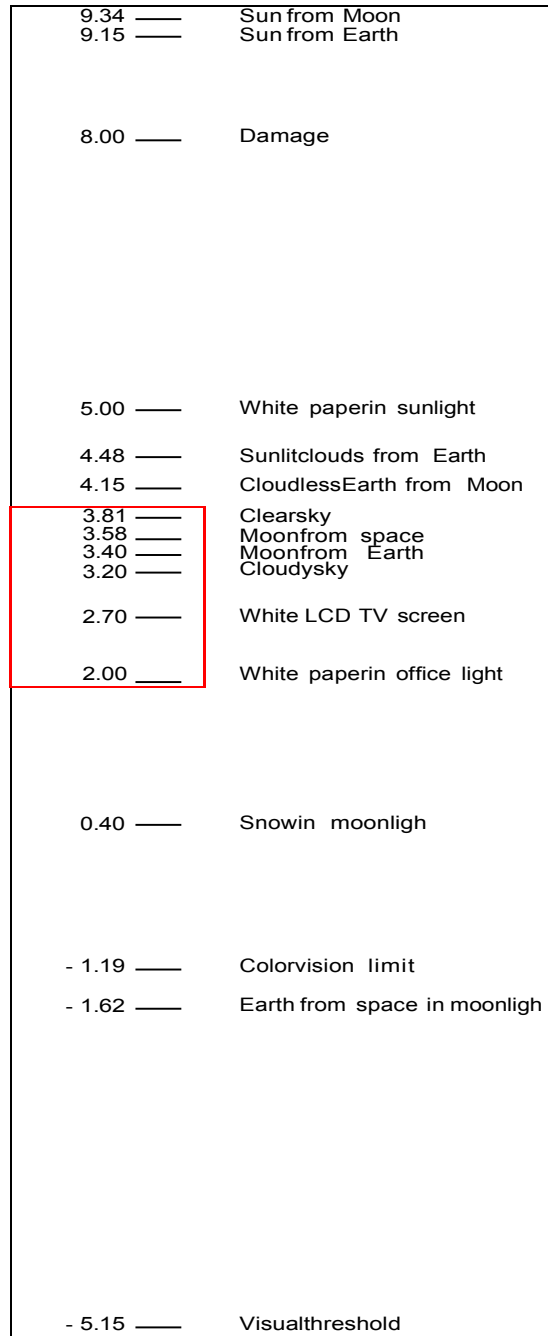 9.34 Sun from Moon
9.15 Sun from Earth
8.00 Damage
5.00 White paperin sunlight
4.48 Sunlitclouds from Earth
4.15 CloudlessEarth from Moon
3.81 Clearsky
3.58 Moonfrom space
3.40 Moonfrom Earth
3.20 Cloudysky
2.70 White LCD TV screen
2.00 White paperin office light
0.40 Snowin moonligh
- 1.19 Colorvision limit
- 1.62 Earth from space in moonligh
- 5.15 Visualthreshold